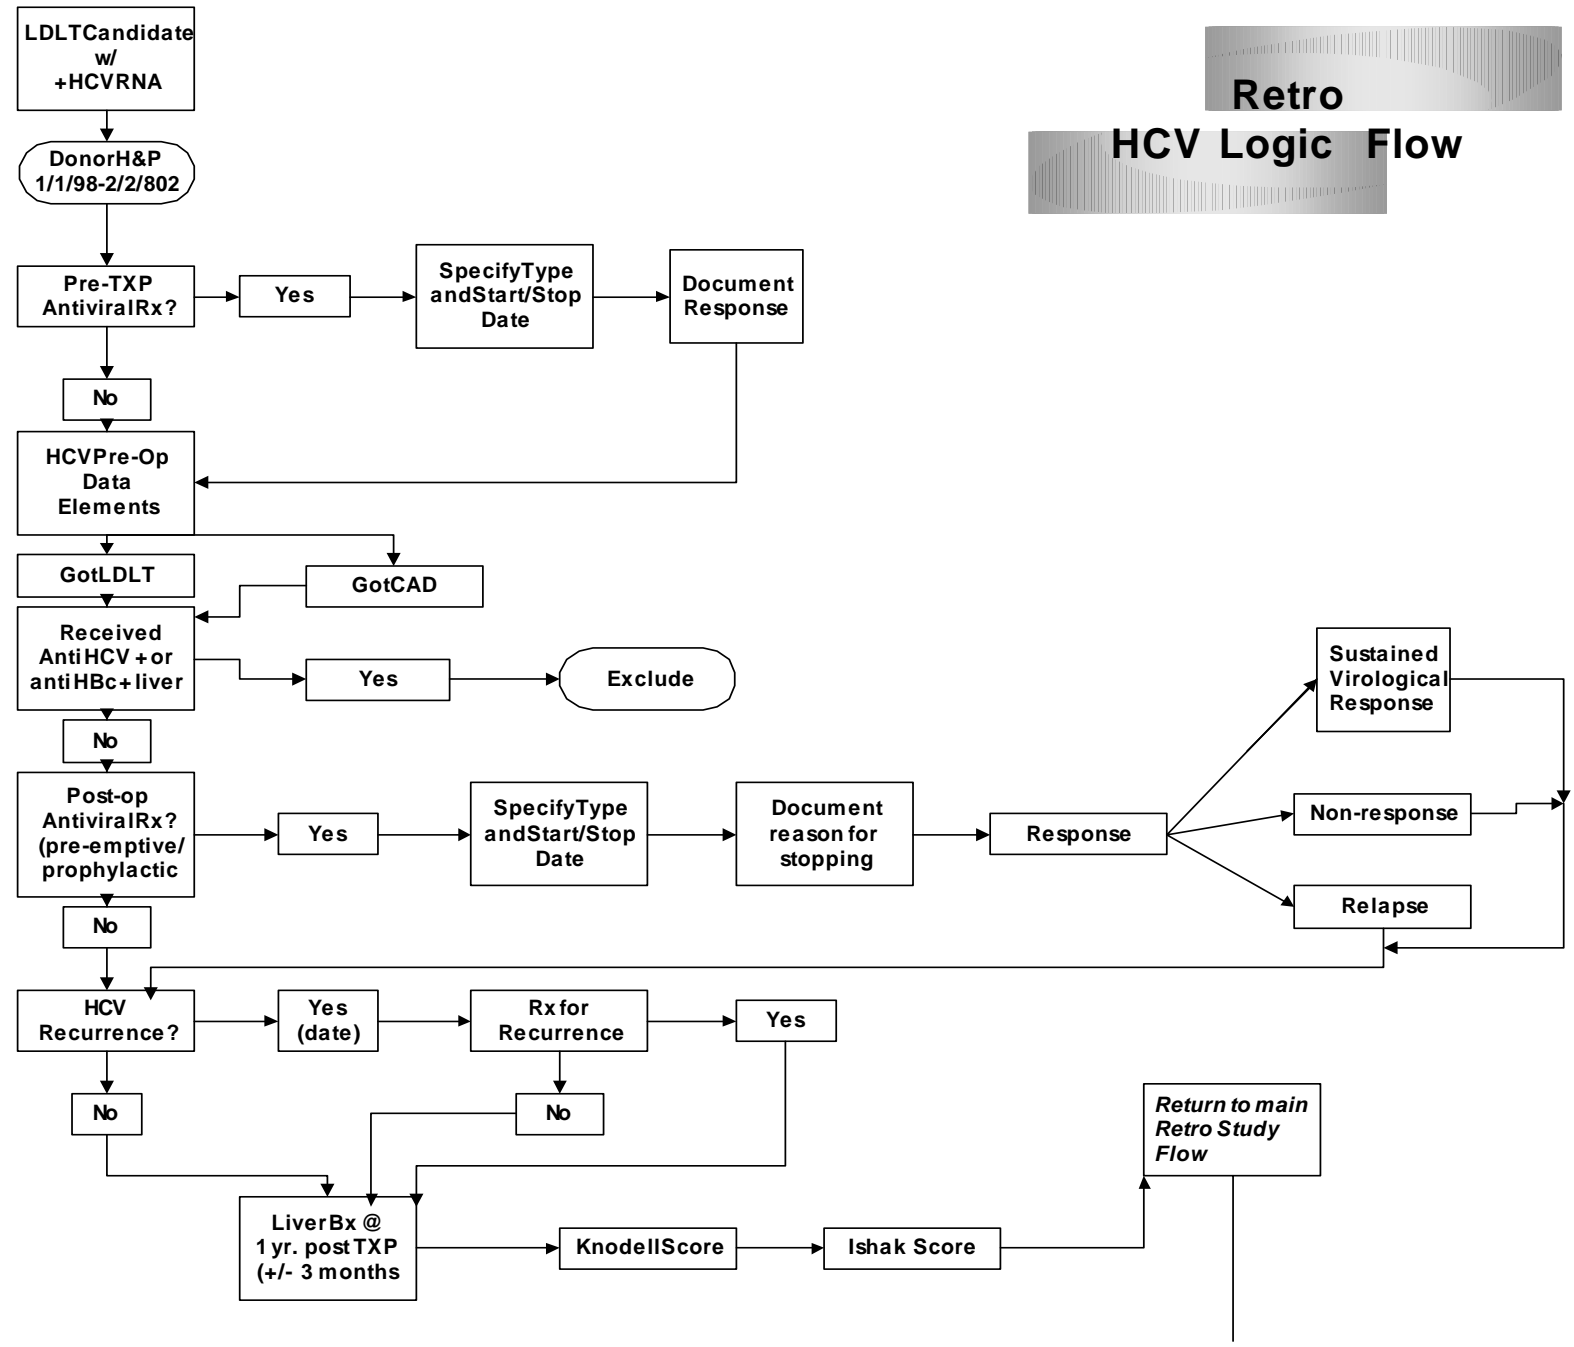 Retro
HCV Logic Flow
LDLTCandidate
w/
+HCVRNA
DonorH&P
1/1/98-2/2/802
Pre-TXP
AntiviralRx?
Yes
SpecifyType
andStart/Stop
Date
Document
Response
No
HCVPre-Op
Data
Elements
GotLDLT
GotCAD
Received
AntiHCV + or
antiHBc+ liver
Yes
Exclude
No
Post-op
AntiviralRx?
(pre-emptive/
prophylactic
Yes
SpecifyType
andStart/Stop
Date
Document
reason for
stopping
Response
Sustained
Virological
Response
Non-response
Relapse
No
HCV
Recurrence?
Yes
(date)
Rx for
Recurrence
Yes
No
No
Return to main
Retro Study
Flow
LiverBx @
1 yr. post TXP
(+/- 3 months
KnodellScore
Ishak Score